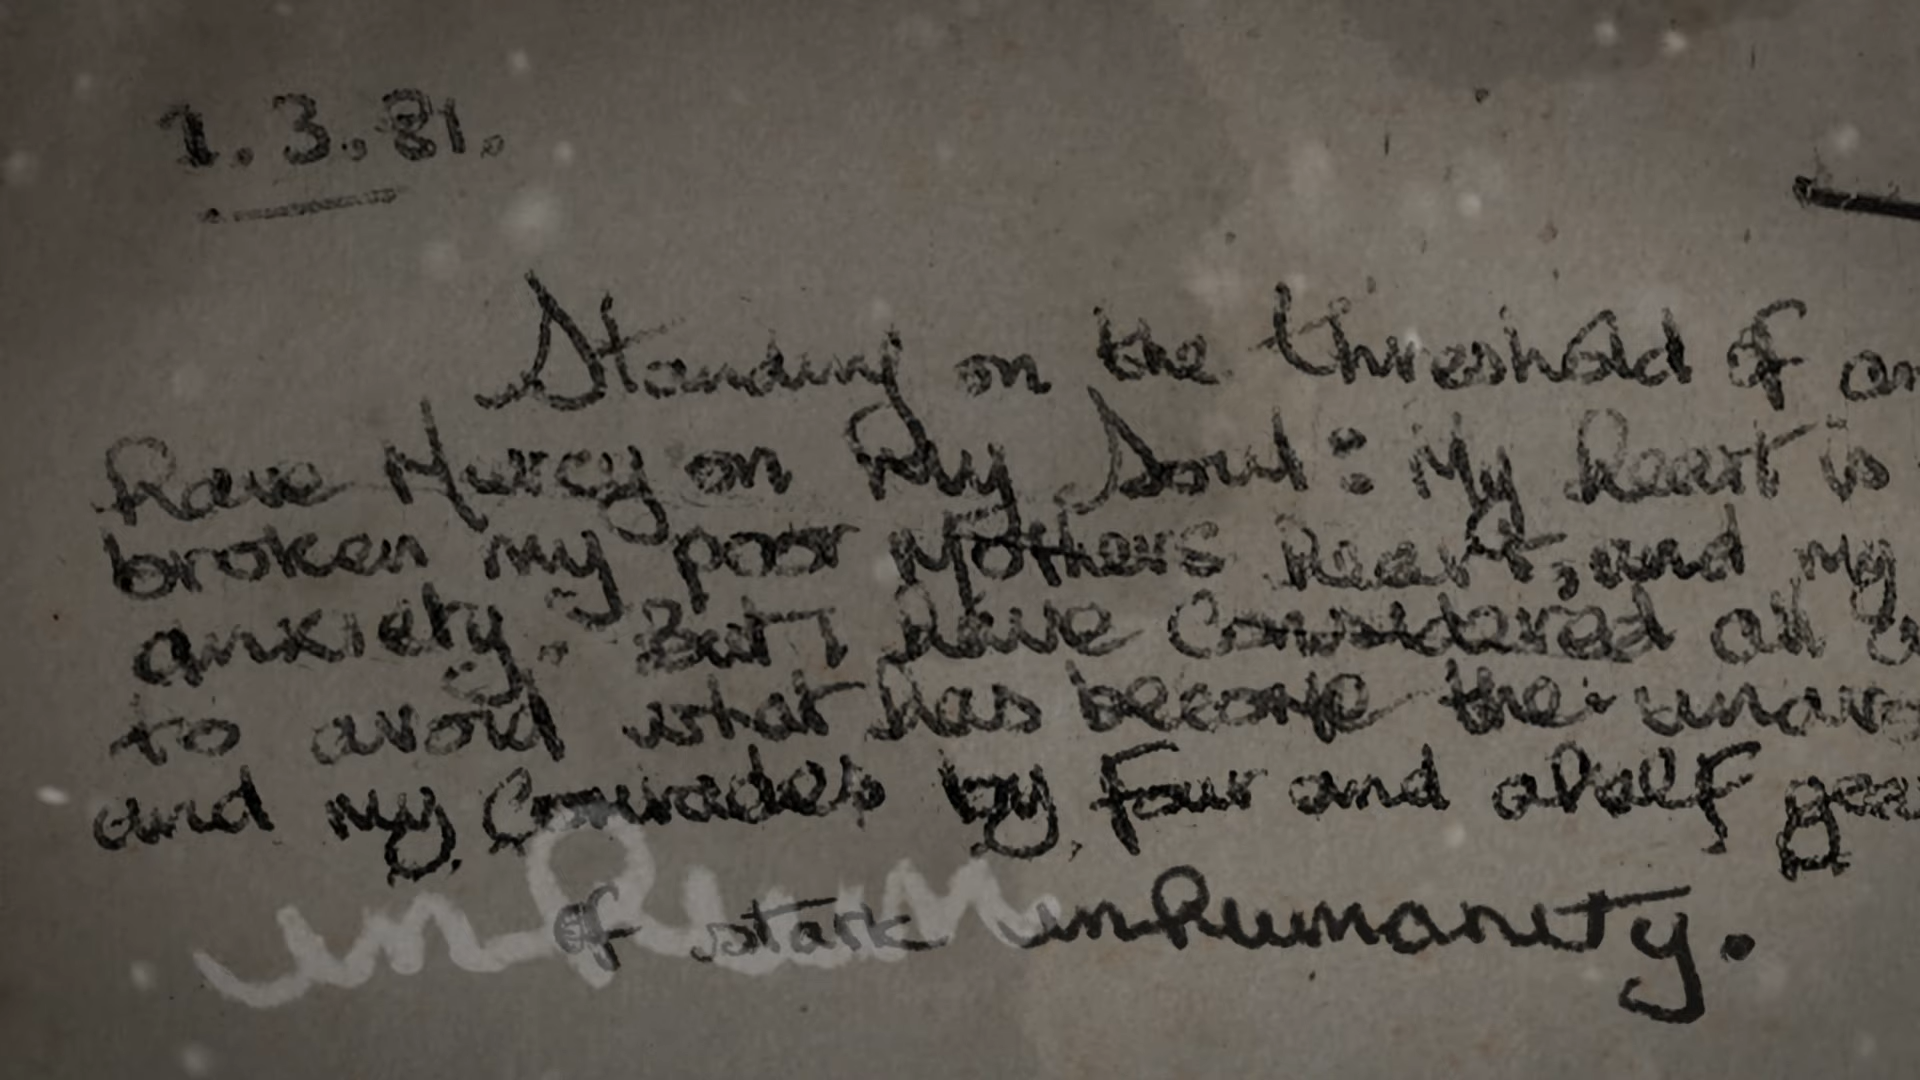 1.3.81.
Standing on the threshold of
have Mercy on My Soul: My heart is
broken my poor Mothers heart, and my
anxiety. But I have Considered all
to avoid what has become the
and my Comrades by Four and ahalf
of stark inhumanity.
inhum